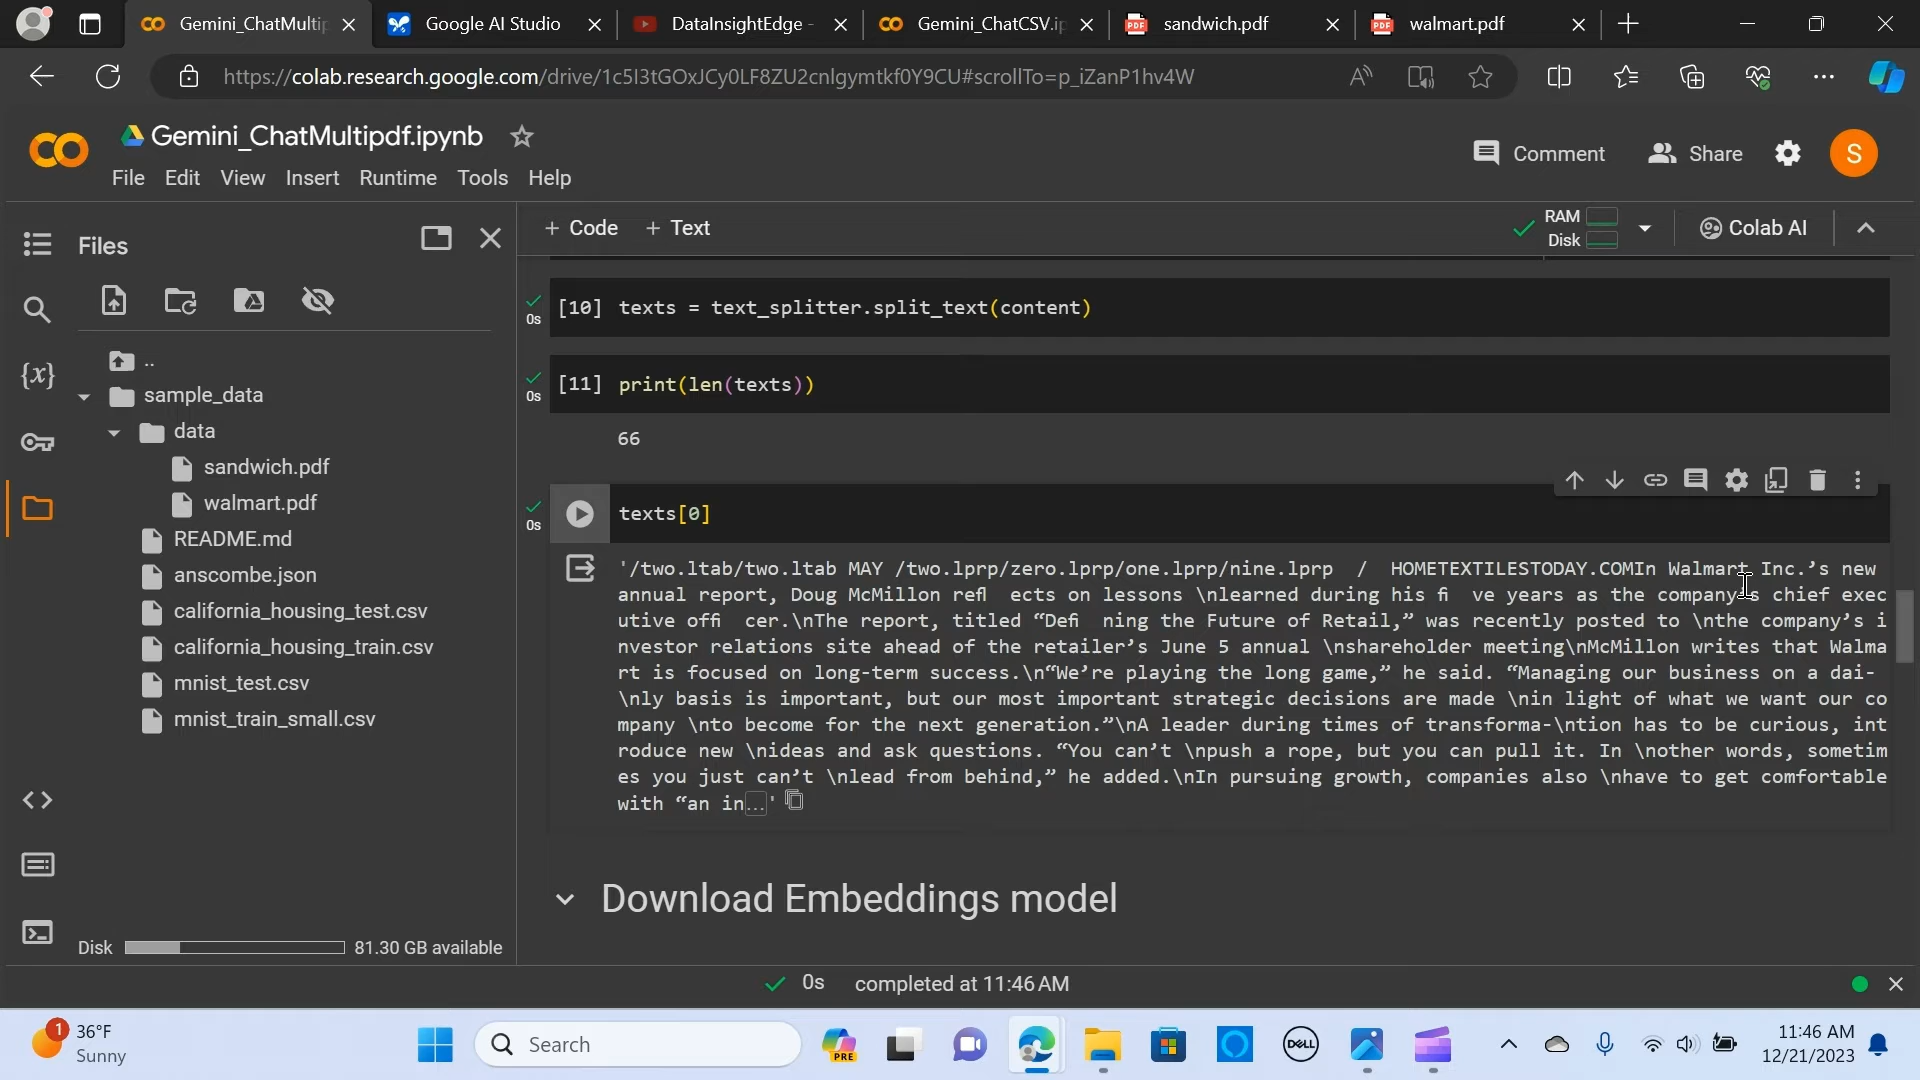 Gemini_ChatMultip
Google AI Studio
DataInsightEdge -
Gemini_ChatCSV.ip
PDF sandwich.pdf
PDF walmart.pdf
https://colab.research.google.com/drive/1c5I3tGOxJCy0LF8ZU2cnlgymtkf0Y9CU#scrollTo=p_iZanP1hv4W
Gemini_ChatMultipdf.ipynb
Comment
Share
S
File Edit View Insert Runtime Tools Help
Files
+ Code + Text
RAM
Disk
Colab AI
..
sample_data
data
sandwich.pdf
walmart.pdf
README.md
anscombe.json
california_housing_test.csv
california_housing_train.csv
mnist_test.csv
mnist_train_small.csv
Disk 81.30 GB available
0s [10] texts = text_splitter.split_text(content)
0s [11] print(len(texts))
66
0s texts[0]
'/two.ltab/two.ltab MAY /two.lprp/zero.lprp/one.lprp/nine.lprp  /  HOMETEXTILESTODAY.COMIn Walmart Inc.’s new
annual report, Doug McMillon refl  ects on lessons \nlearned during his fi  ve years as the company’s chief exec
utive offi  cer.\nThe report, titled “Defi  ning the Future of Retail,” was recently posted to \nthe company’s i
nvestor relations site ahead of the retailer’s June 5 annual \nshareholder meeting\nMcMillon writes that Walma
rt is focused on long-term success.\n“We’re playing the long game,” he said. “Managing our business on a dai-
\nly basis is important, but our most important strategic decisions are made \nin light of what we want our co
mpany \nto become for the next generation.”\nA leader during times of transforma-\ntion has to be curious, int
roduce new \nideas and ask questions. “You can’t \npush a rope, but you can pull it. In \nother words, sometim
es you just can’t \nlead from behind,” he added.\nIn pursuing growth, companies also \nhave to get comfortable
with “an in...'
Download Embeddings model
0s completed at 11:46 AM
1
36°F
Sunny
Search
PRE
DELL
11:46 AM
12/21/2023